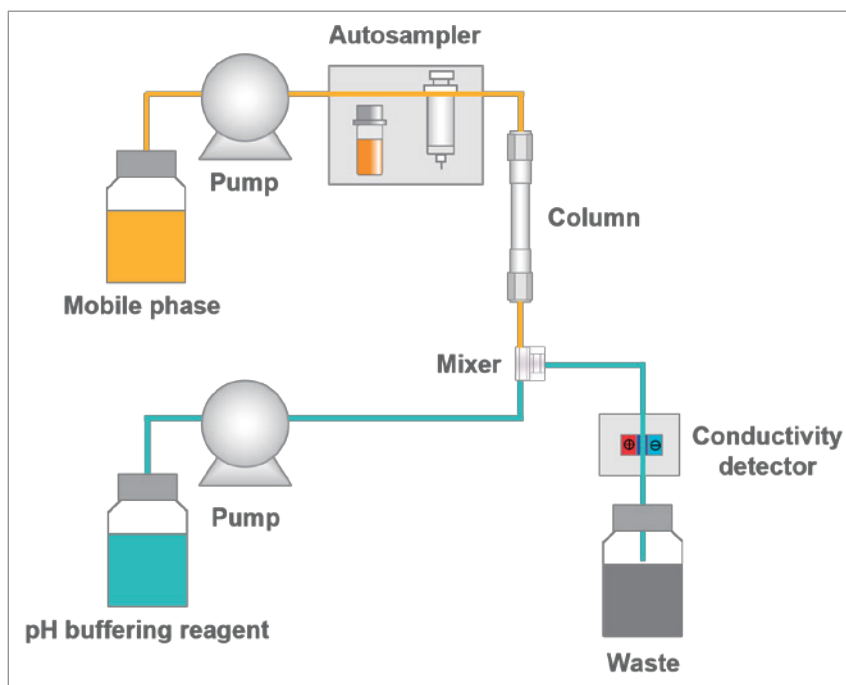 Autosampler
Pump
Column
Mobile phase
Mixer
Conductivity
detector
Pump
pH buffering reagent
Waste